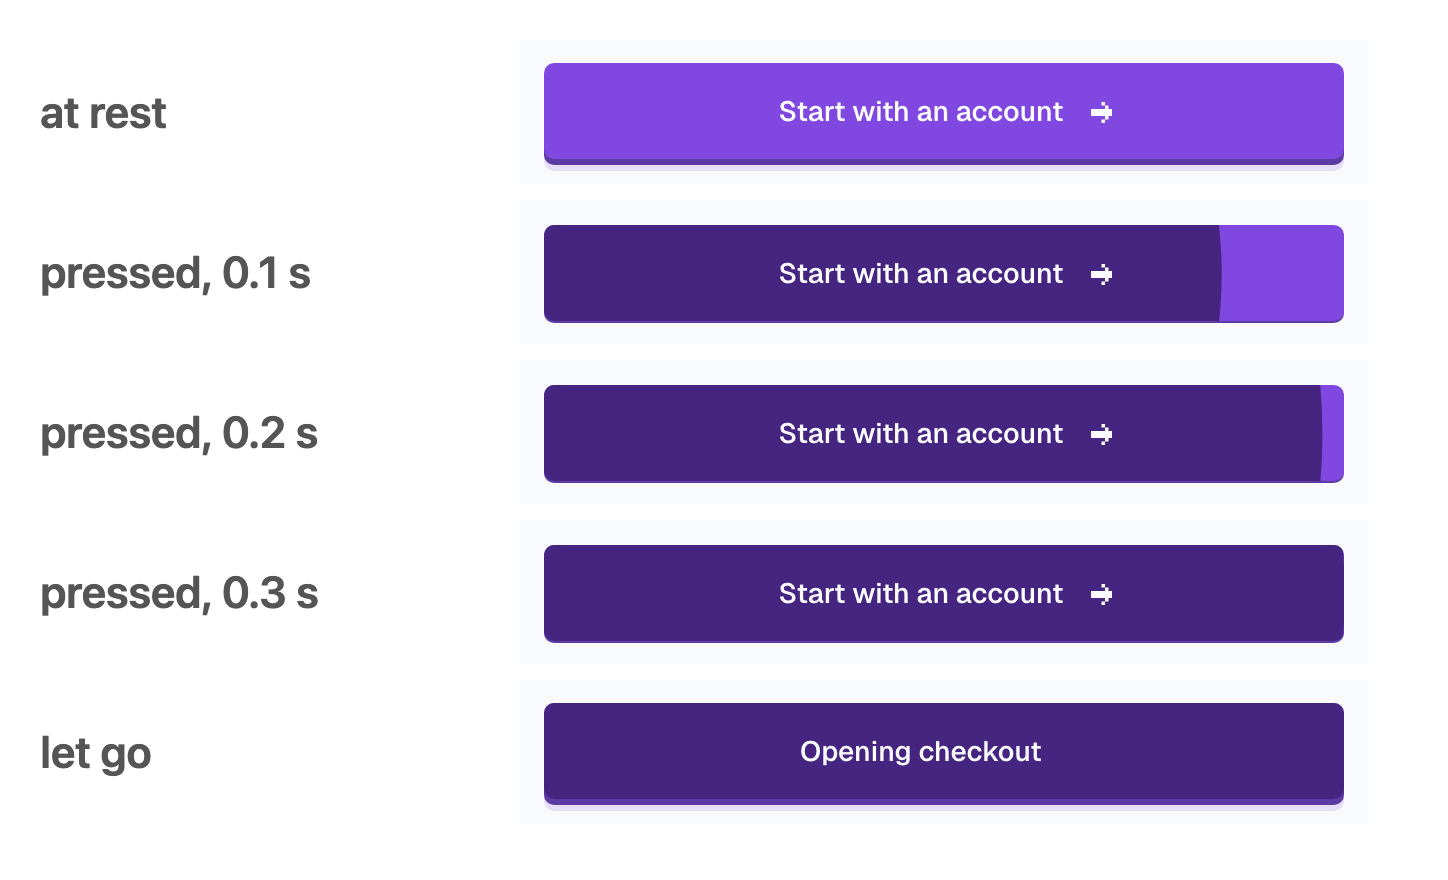 at rest
Start with an account
pressed, 0.1 s
Start with an account
pressed, 0.2 s
Start with an account
pressed, 0.3 s
Start with an account
let go
Opening checkout